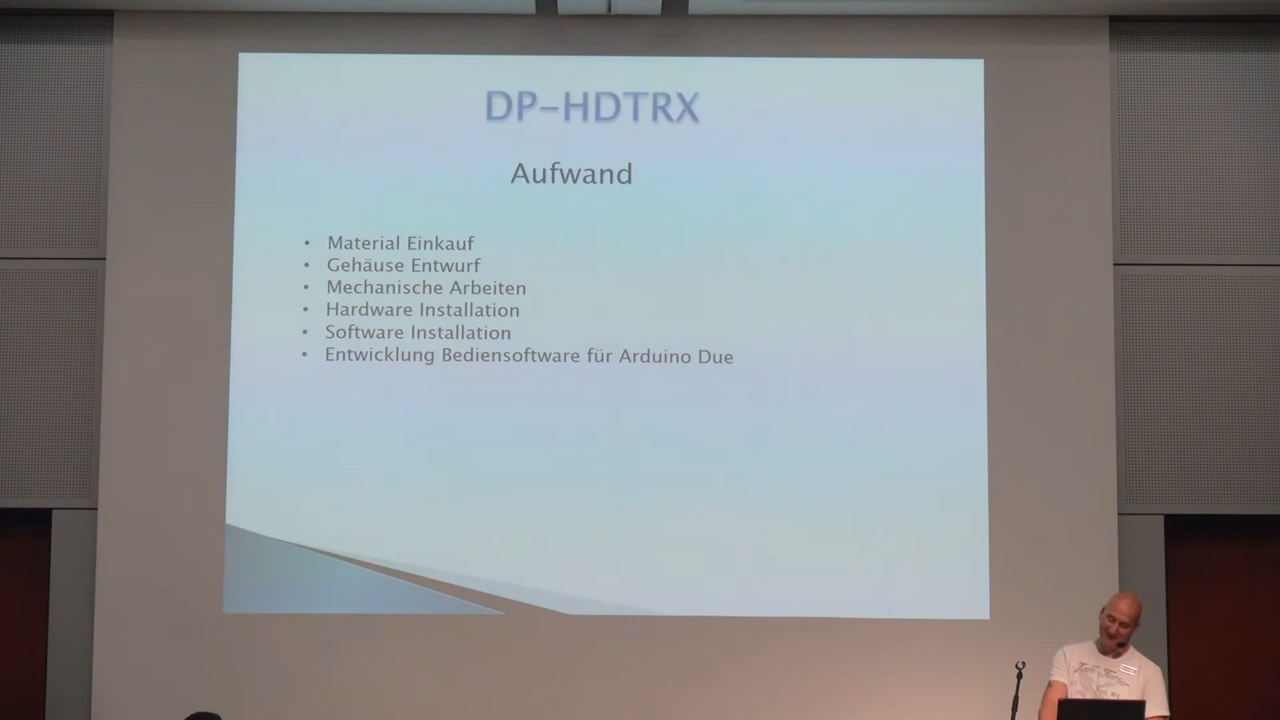 DP-HDTRX
Aufwand
• Material Einkauf
• Gehäuse Entwurf
• Mechanische Arbeiten
• Hardware Installation
• Software Installation
• Entwicklung Bediensoftware für Arduino Due